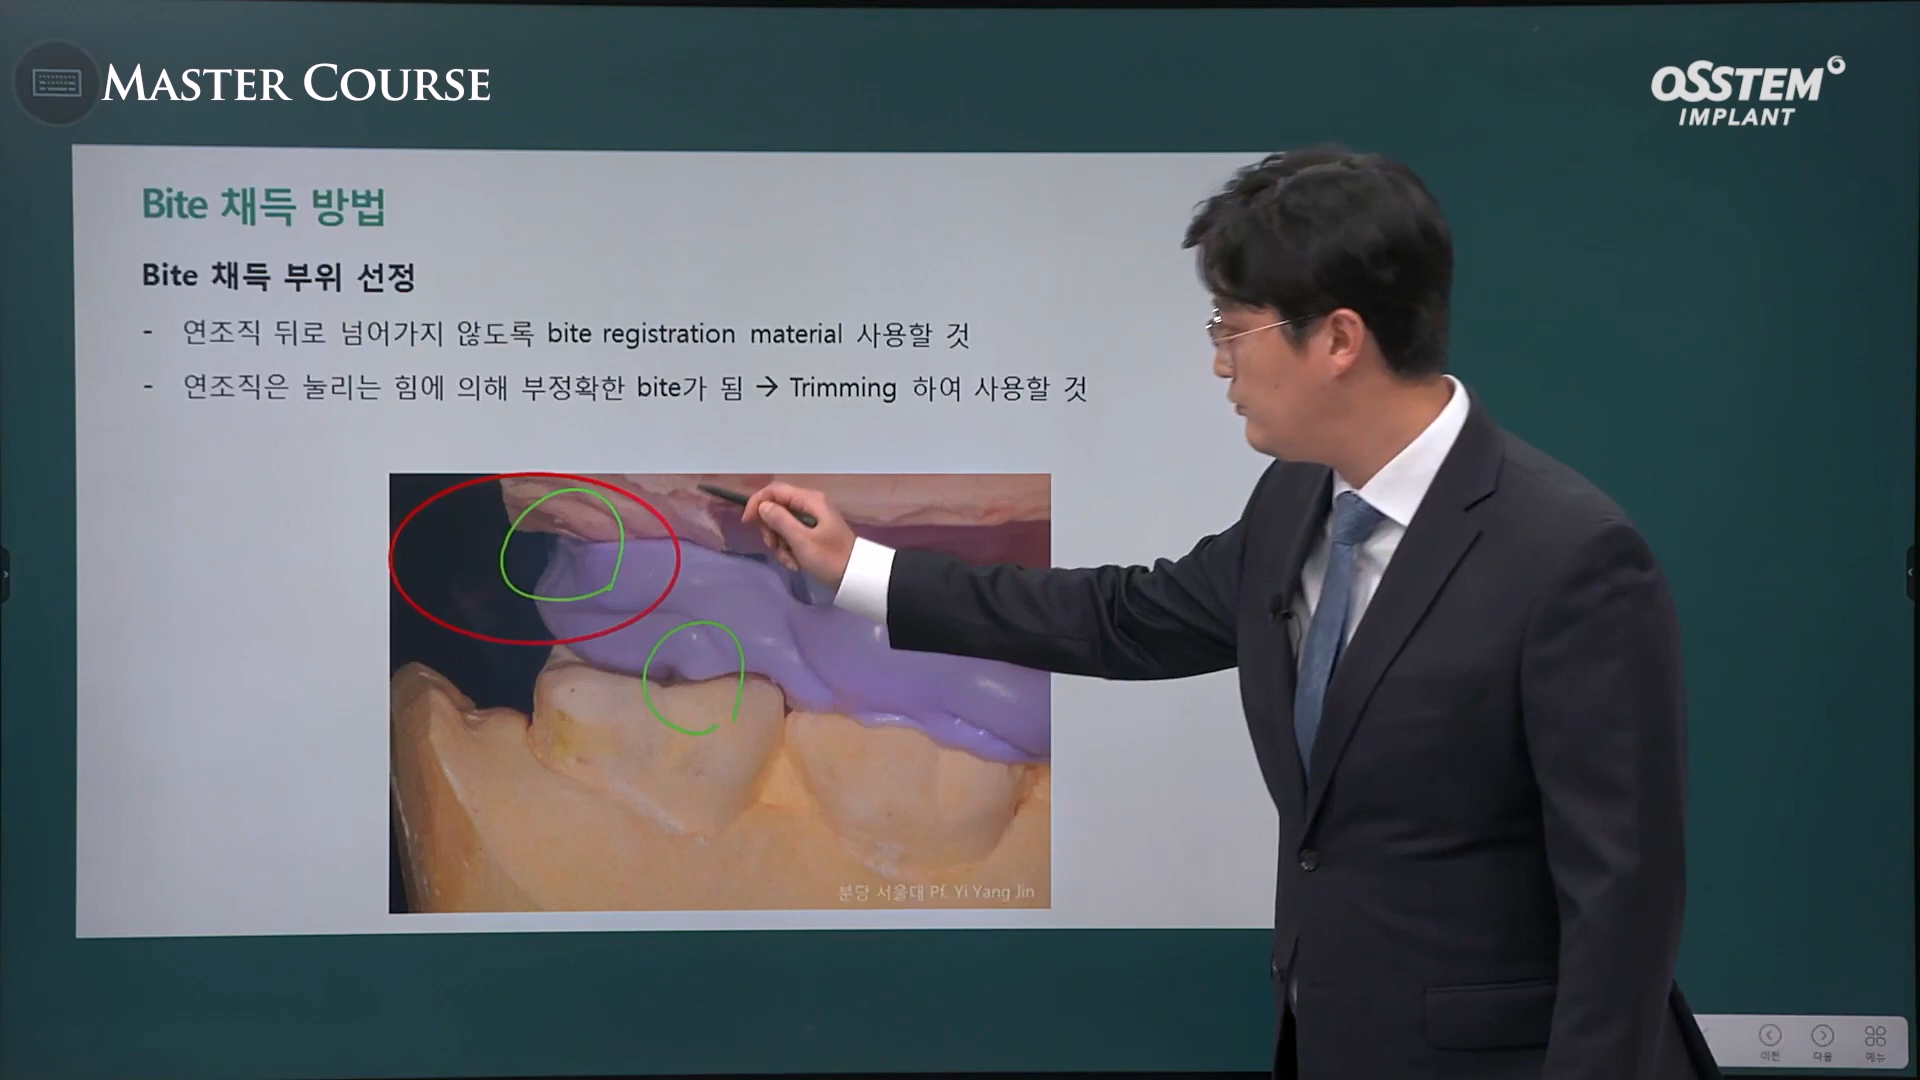 MASTER COURSE
OSSTEM
IMPLANT
Bite 채득 방법
Bite 채득 부위 선정
- 연조직 뒤로 넘어가지 않도록 bite registration material 사용할 것
- 연조직은 눌리는 힘에 의해 부정확한 bite가 됨 → Trimming 하여 사용할 것
분당 서울대 Pf. Yi Yang Jin
이전 다음 메뉴